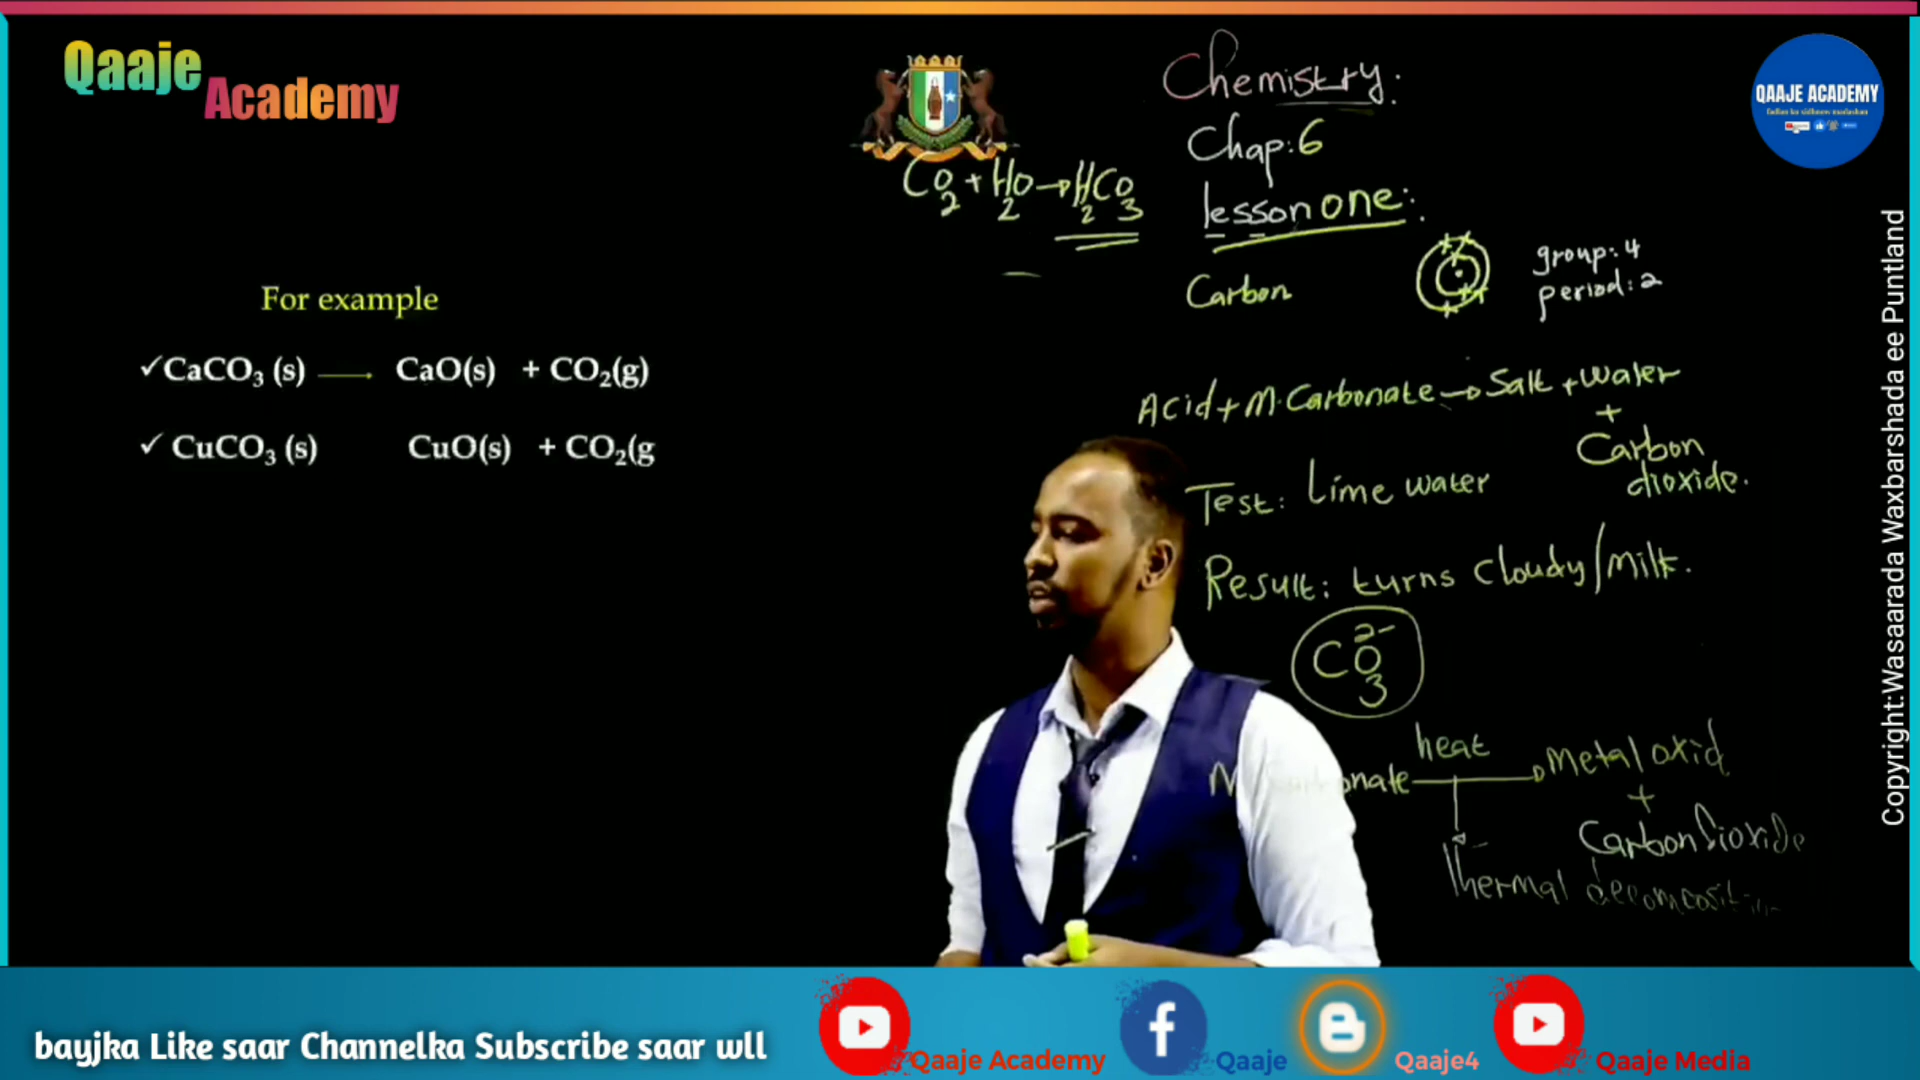 Qaaje
Academy
For example
✓CaCO₃ (s) → CaO(s) + CO₂(g)
✓ CuCO₃ (s) CuO(s) + CO₂(g
CO₂ + H₂O → H₂CO₃
Chemistry:
Chap:6
lesson one:
Carbon
group: 4
period: 2
Acid + M.Carbonate → Salt + Water
+
Carbon
dioxide.
Test: Lime water
Result: turns cloudy/Milk.
CO₃²⁻
heat
onate → Metal oxid
+
Carbon dioxide
Thermal decomposition
QAAJE ACADEMY
Copyright:Wasaarada Waxbarshada ee Puntland
bayjka Like saar Channelka Subscribe saar wll
Qaaje Academy
Qaaje
Qaaje4
Qaaje Media